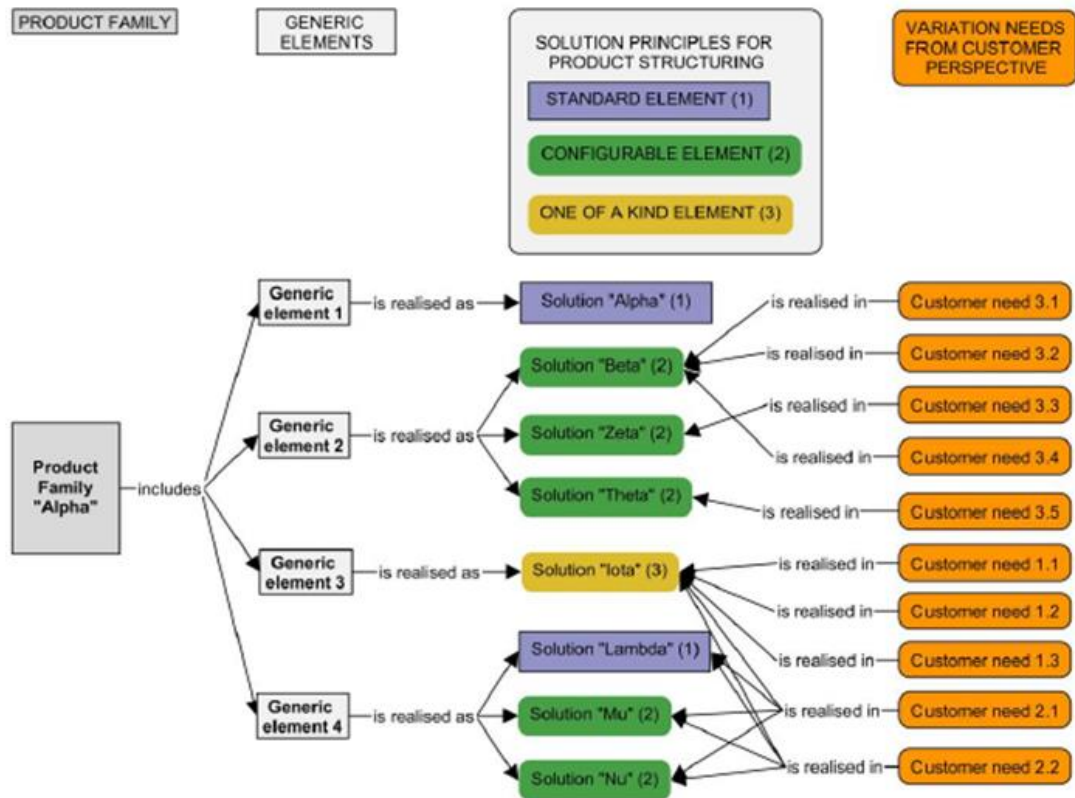 PRODUCT FAMILY
GENERIC
ELEMENTS
SOLUTION PRINCIPLES FOR
PRODUCT STRUCTURING
STANDARD ELEMENT (1)
CONFIGURABLE ELEMENT (2)
ONE OF A KIND ELEMENT (3)
VARIATION NEEDS
FROM CUSTOMER
PERSPECTIVE
Product
Family
"Alpha"
includes
Generic
element 1
is realised as
Solution "Alpha" (1)
Generic
element 2
is realised as
Solution "Beta" (2)
Solution "Zeta" (2)
Solution "Theta" (2)
Generic
element 3
is realised as
Solution "Iota" (3)
Generic
element 4
is realised as
Solution "Lambda" (1)
Solution "Mu" (2)
Solution "Nu" (2)
is realised in
Customer need 3.1
is realised in
Customer need 3.2
is realised in
Customer need 3.3
is realised in
Customer need 3.4
is realised in
Customer need 3.5
is realised in
Customer need 1.1
is realised in
Customer need 1.2
is realised in
Customer need 1.3
is realised in
Customer need 2.1
is realised in
Customer need 2.2